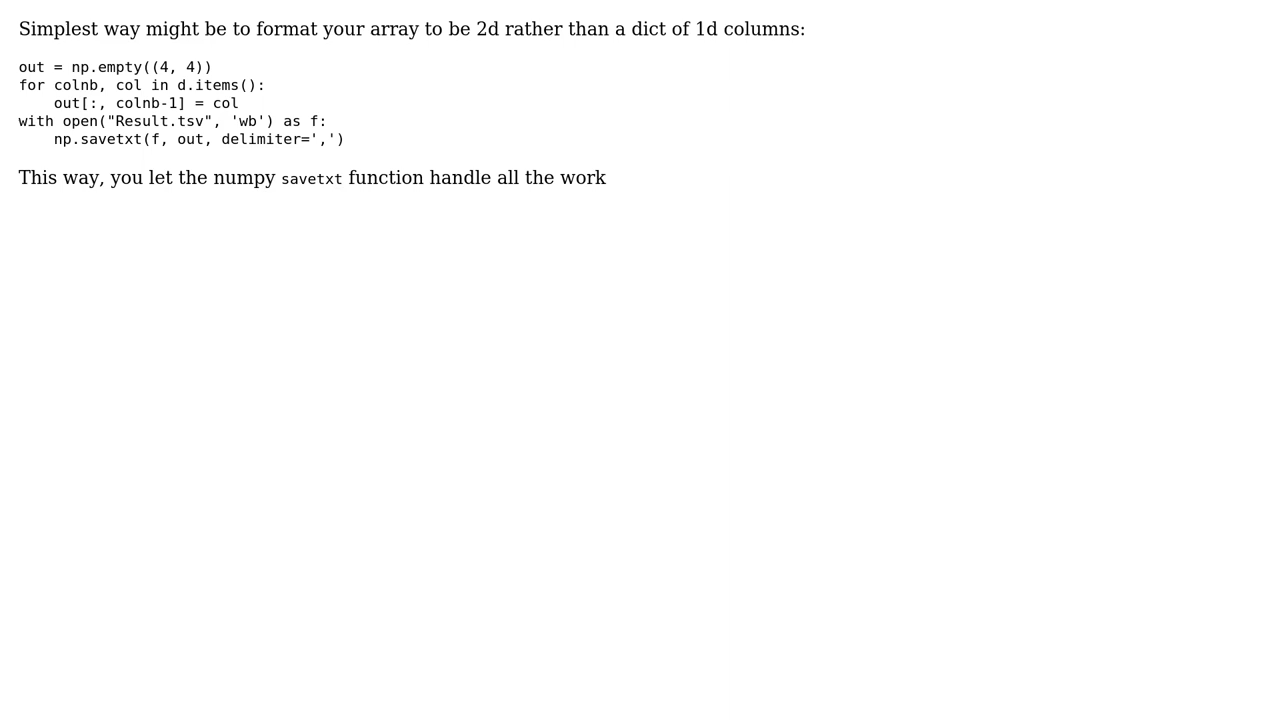 Simplest way might be to format your array to be 2d rather than a dict of 1d columns:
out = np.empty((4, 4))
for colnb, col in d.items():
    out[:, colnb-1] = col
with open("Result.tsv", 'wb') as f:
    np.savetxt(f, out, delimiter=',')
This way, you let the numpy savetxt function handle all the work